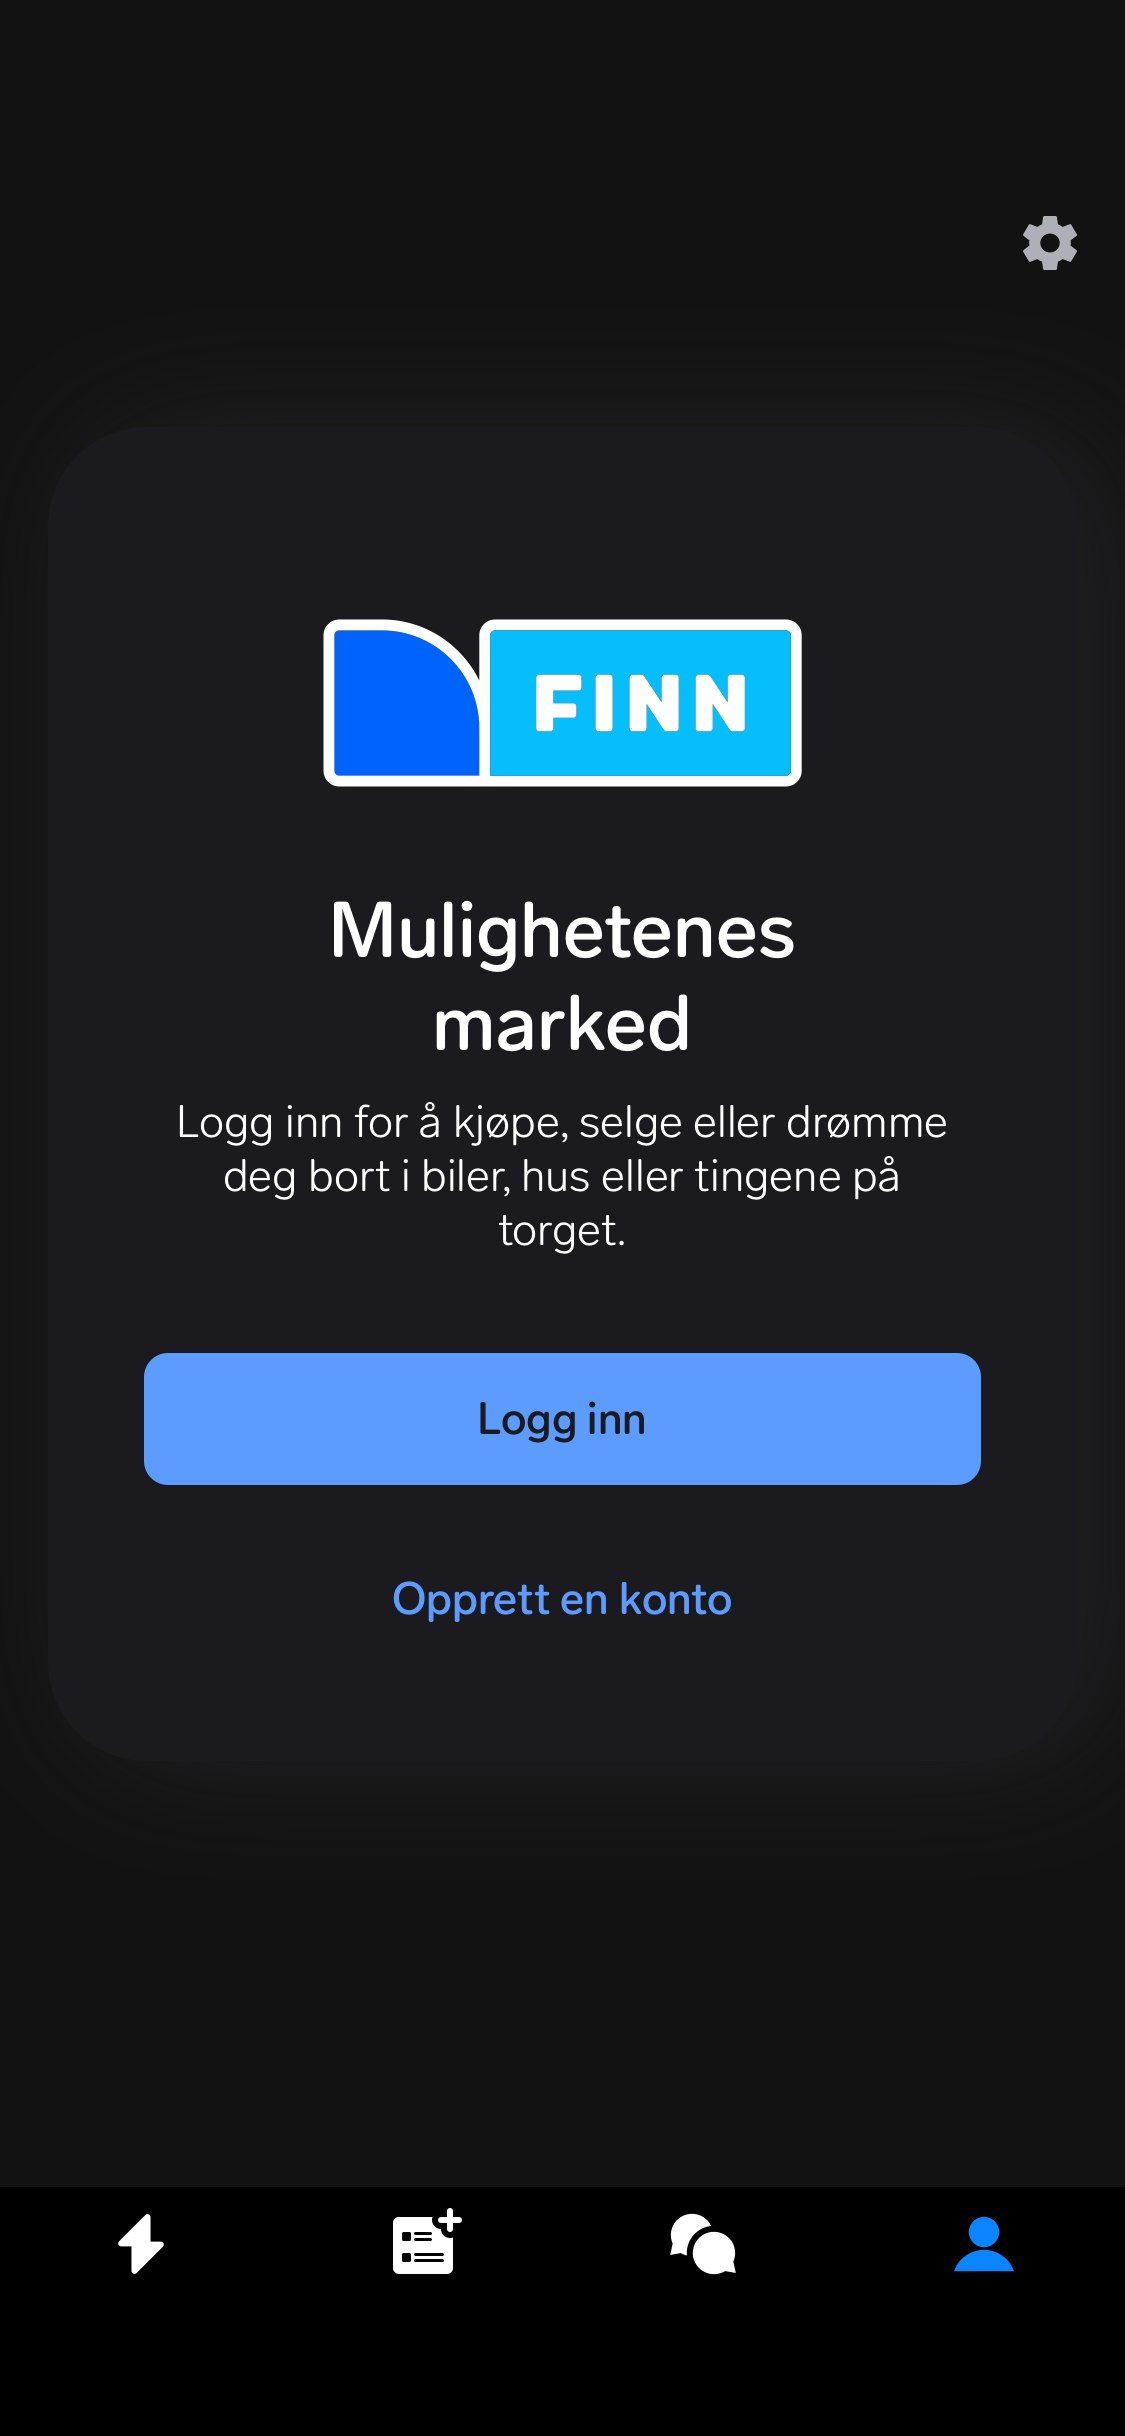 FINN
Mulighetenes
marked
Logg inn for å kjøpe, selge eller drømme
deg bort i biler, hus eller tingene på
torget.
Logg inn
Opprett en konto